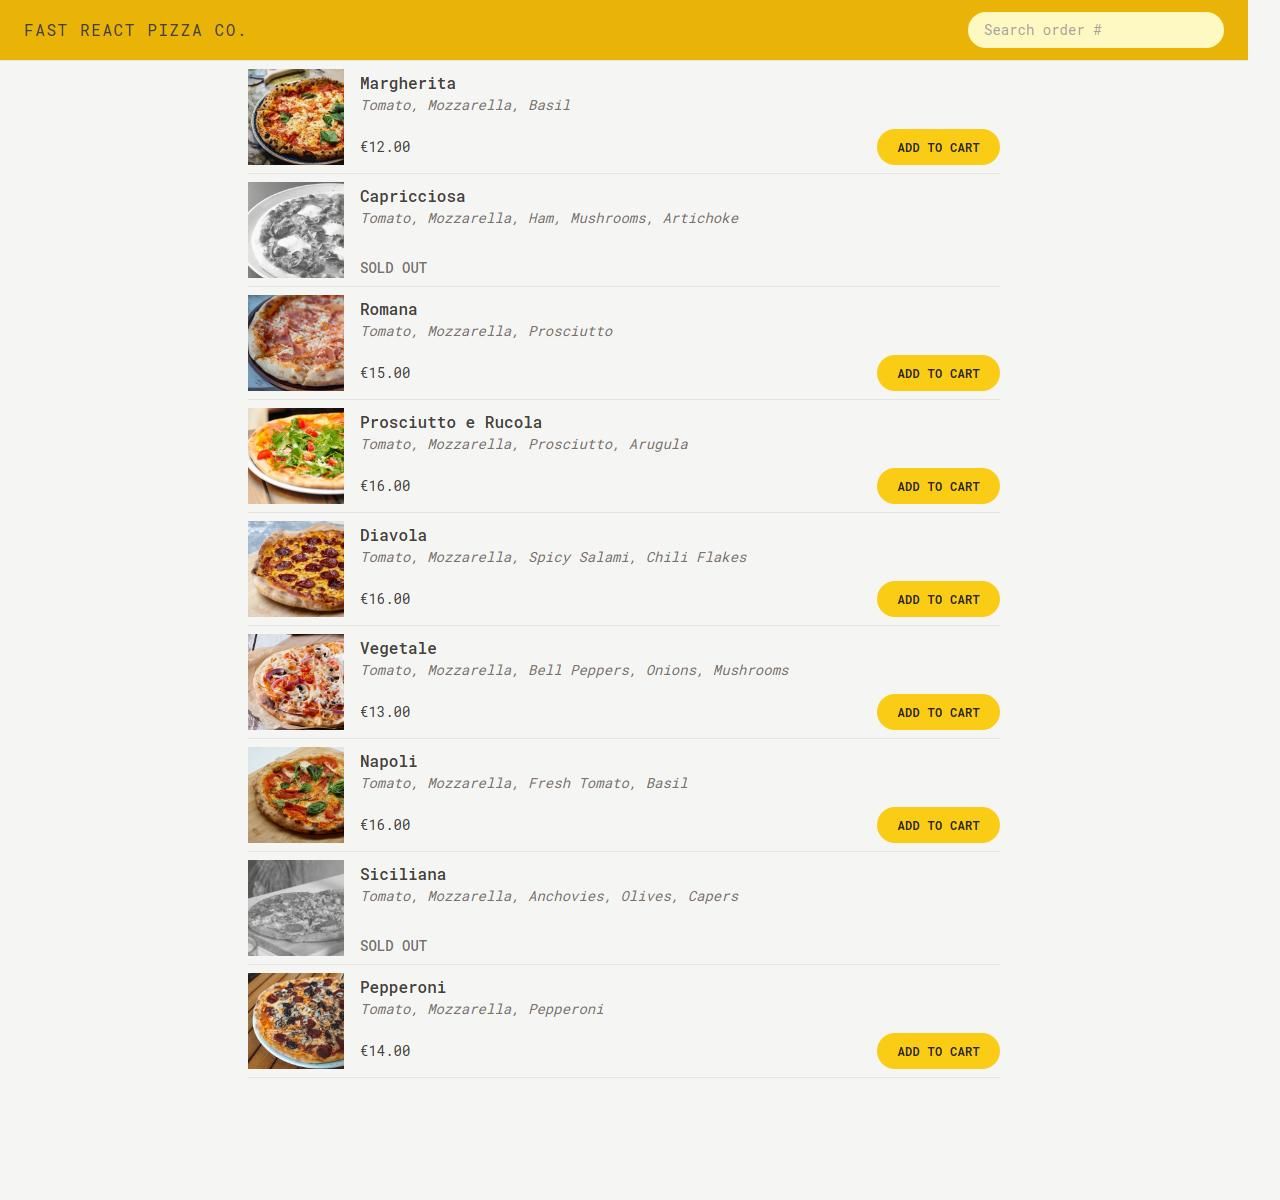 FAST REACT PIZZA CO.
Search order #
Margherita
Tomato, Mozzarella, Basil
€12.00
ADD TO CART
Capricciosa
Tomato, Mozzarella, Ham, Mushrooms, Artichoke
SOLD OUT
Romana
Tomato, Mozzarella, Prosciutto
€15.00
ADD TO CART
Prosciutto e Rucola
Tomato, Mozzarella, Prosciutto, Arugula
€16.00
ADD TO CART
Diavola
Tomato, Mozzarella, Spicy Salami, Chili Flakes
€16.00
ADD TO CART
Vegetale
Tomato, Mozzarella, Bell Peppers, Onions, Mushrooms
€13.00
ADD TO CART
Napoli
Tomato, Mozzarella, Fresh Tomato, Basil
€16.00
ADD TO CART
Siciliana
Tomato, Mozzarella, Anchovies, Olives, Capers
SOLD OUT
Pepperoni
Tomato, Mozzarella, Pepperoni
€14.00
ADD TO CART